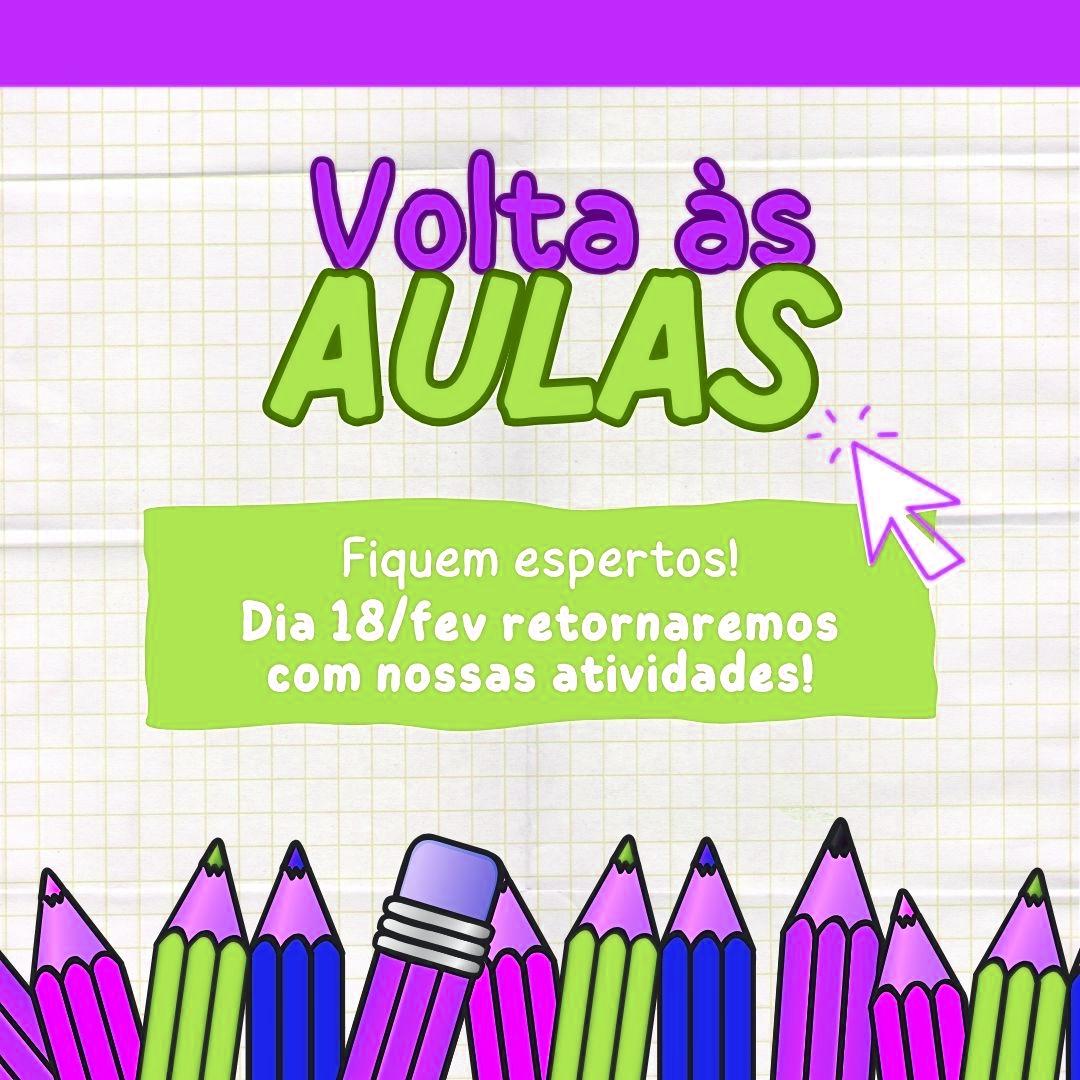 Volta às
AULAS
Fiquem espertos!
Dia 18/fev retornaremos
com nossas atividades!